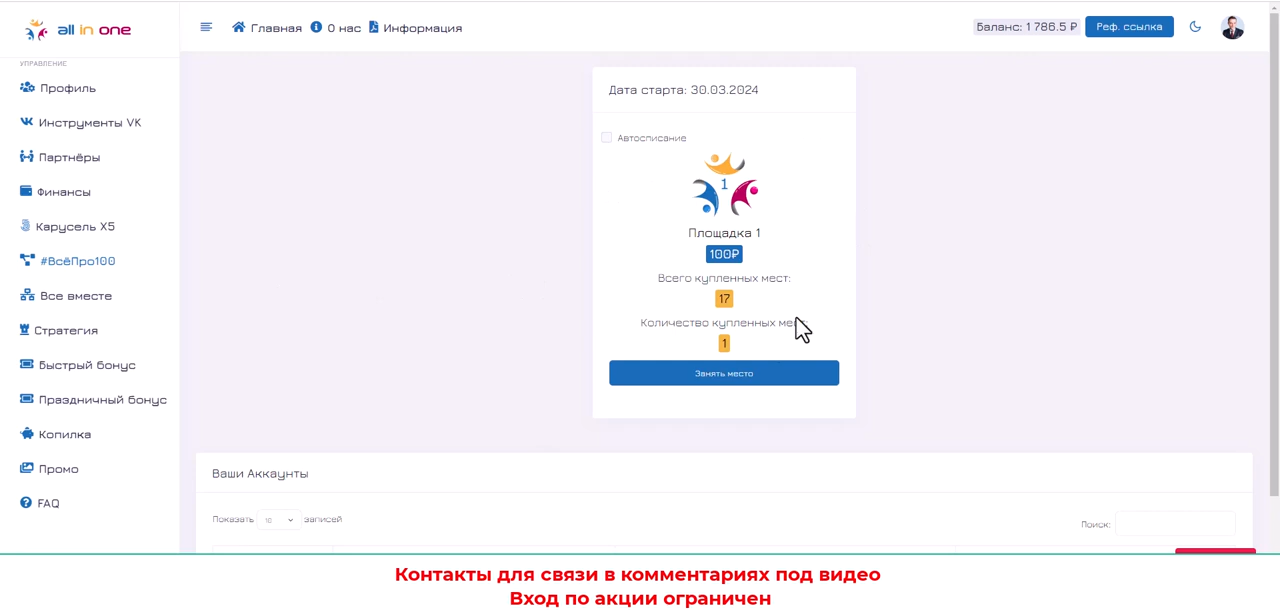 all in one
Главная О нас Информация
Баланс: 1 786.5 ₽ Реф. ссылка
УПРАВЛЕНИЕ
Профиль
Инструменты VK
Партнёры
Финансы
Карусель X5
#ВсёПро100
Все вместе
Стратегия
Быстрый бонус
Праздничный бонус
Копилка
Промо
FAQ
Дата старта: 30.03.2024
Автосписание
1
Площадка 1
100₽
Всего купленных мест:
17
Количество купленных мест:
1
Занять место
Ваши Аккаунты
Показать 10 записей
Поиск:
Контакты для связи в комментариях под видео
Вход по акции ограничен